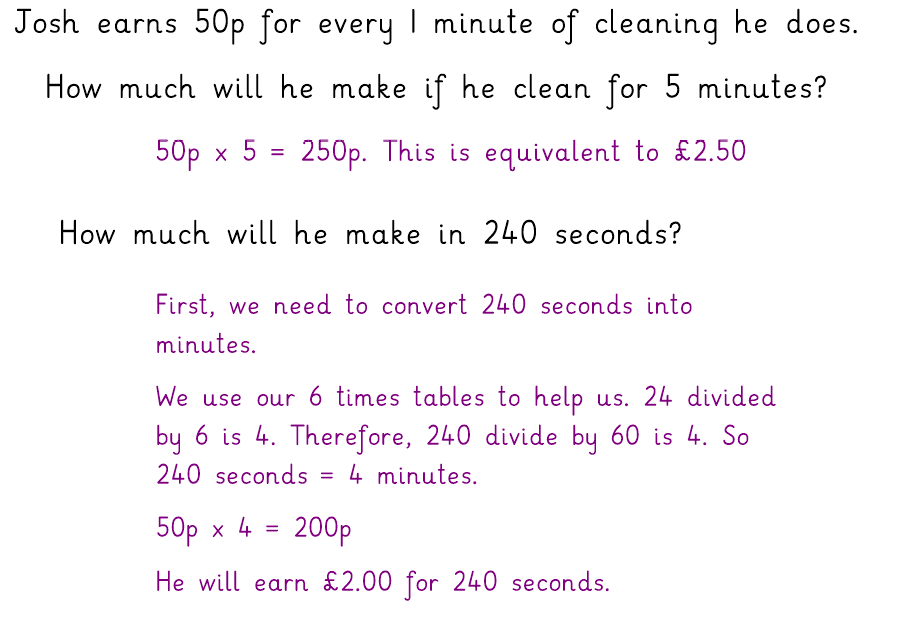 Josh earns 50p for every 1 minute of cleaning he does.
How much will he make if he clean for 5 minutes?
50p x 5 = 250p. This is equivalent to £2.50
How much will he make in 240 seconds?
First, we need to convert 240 seconds into
minutes.
We use our 6 times tables to help us. 24 divided
by 6 is 4. Therefore, 240 divide by 60 is 4. So
240 seconds = 4 minutes.
50p x 4 = 200p
He will earn £2.00 for 240 seconds.